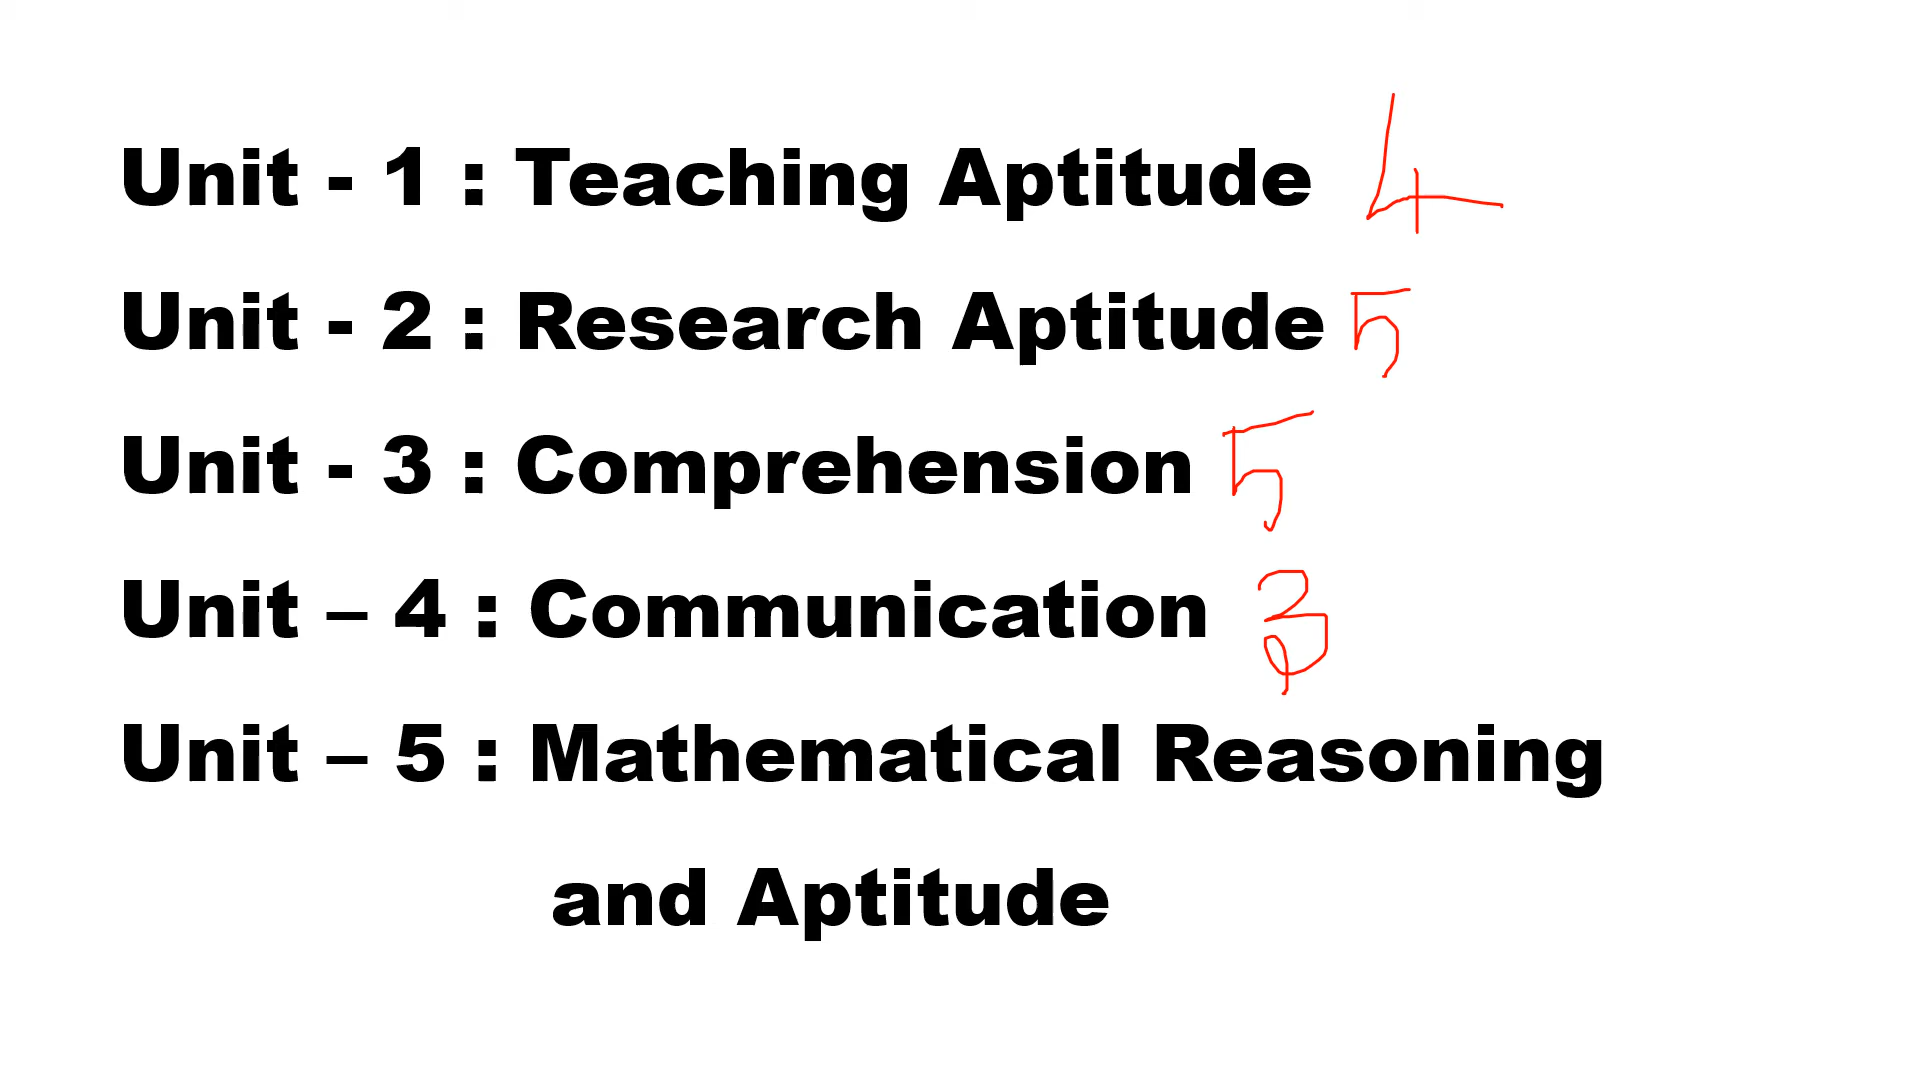 Unit - 1 : Teaching Aptitude 4
Unit - 2 : Research Aptitude 5
Unit - 3 : Comprehension 5
Unit – 4 : Communication 3
Unit – 5 : Mathematical Reasoning
and Aptitude